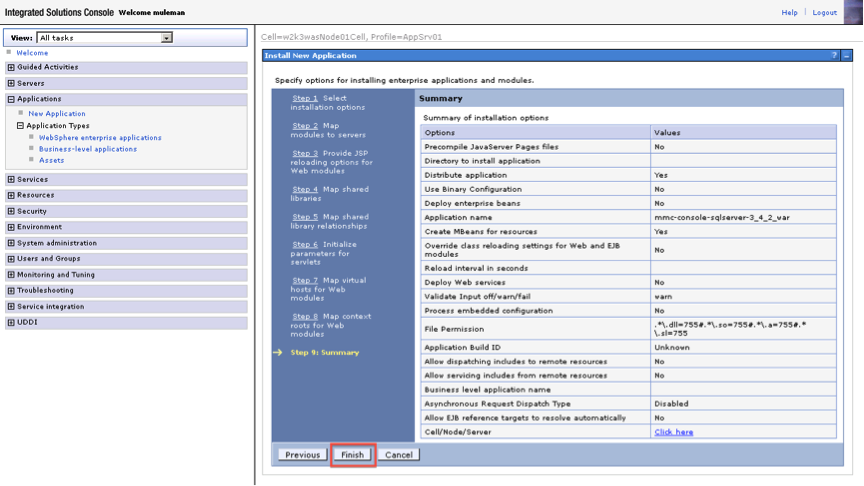 Integrated Solutions Console Welcome muleman
Help Logout
View: All tasks
Welcome
Guided Activities
Servers
Applications
New Application
Application Types
WebSphere enterprise applications
Business-level applications
Assets
Services
Resources
Security
Environment
System administration
Users and Groups
Monitoring and Tuning
Troubleshooting
Service integration
UDDI
Cell=w2k3wasNode01Cell, Profile=AppSrv01
Install New Application ? –
Specify options for installing enterprise applications and modules.
Step 1 Select
installation options
Step 2 Map
modules to servers
Step 3 Provide JSP
reloading options for
Web modules
Step 4 Map shared
libraries
Step 5 Map shared
library relationships
Step 6 Initialize
parameters for
servlets
Step 7 Map virtual
hosts for Web
modules
Step 8 Map context
roots for Web
modules
Step 9: Summary
Summary
Summary of installation options
Options Values
Precompile JavaServer Pages files No
Directory to install application
Distribute application Yes
Use Binary Configuration No
Deploy enterprise beans No
Application name mmc-console-sqlserver-3_4_2_war
Create MBeans for resources Yes
Override class reloading settings for Web and EJB
modules No
Reload interval in seconds
Deploy Web services No
Validate Input off/warn/fail warn
Process embedded configuration No
File Permission .*\.dll=755#.*\.so=755#.*\.a=755#.*
\.sl=755
Application Build ID Unknown
Allow dispatching includes to remote resources No
Allow servicing includes from remote resources No
Business level application name
Asynchronous Request Dispatch Type Disabled
Allow EJB reference targets to resolve automatically No
Cell/Node/Server Click here
Previous Finish Cancel